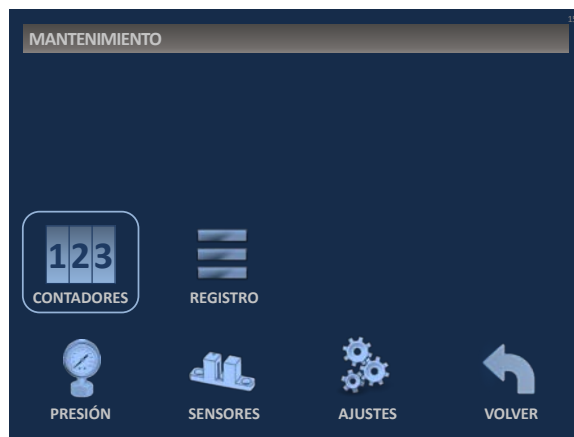 MANTENIMIENTO
123
CONTADORES
REGISTRO
PRESIÓN
SENSORES
AJUSTES
VOLVER